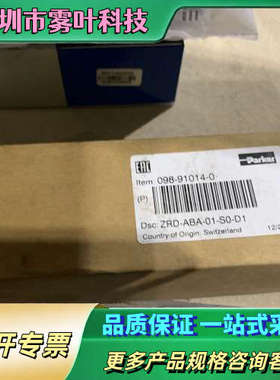 圳市雾叶科技
EAC
Parker
Item: 098-91014-0
(P)
Dsc: ZRD-ABA-01-S0-D1
Country of Origin: Switzerland
12/2
品质保证 一站式采
开专票
更多产品规格咨询客